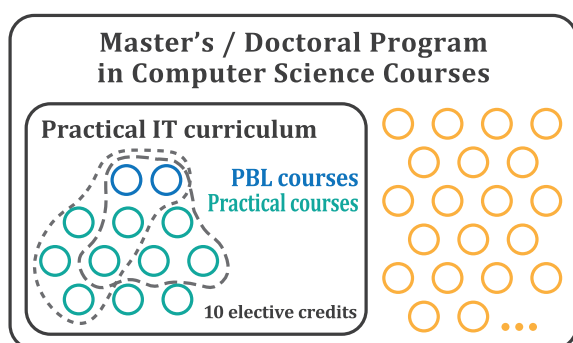 Master's / Doctoral Program
in Computer Science Courses
Practical IT curriculum
PBL courses
Practical courses
10 elective credits